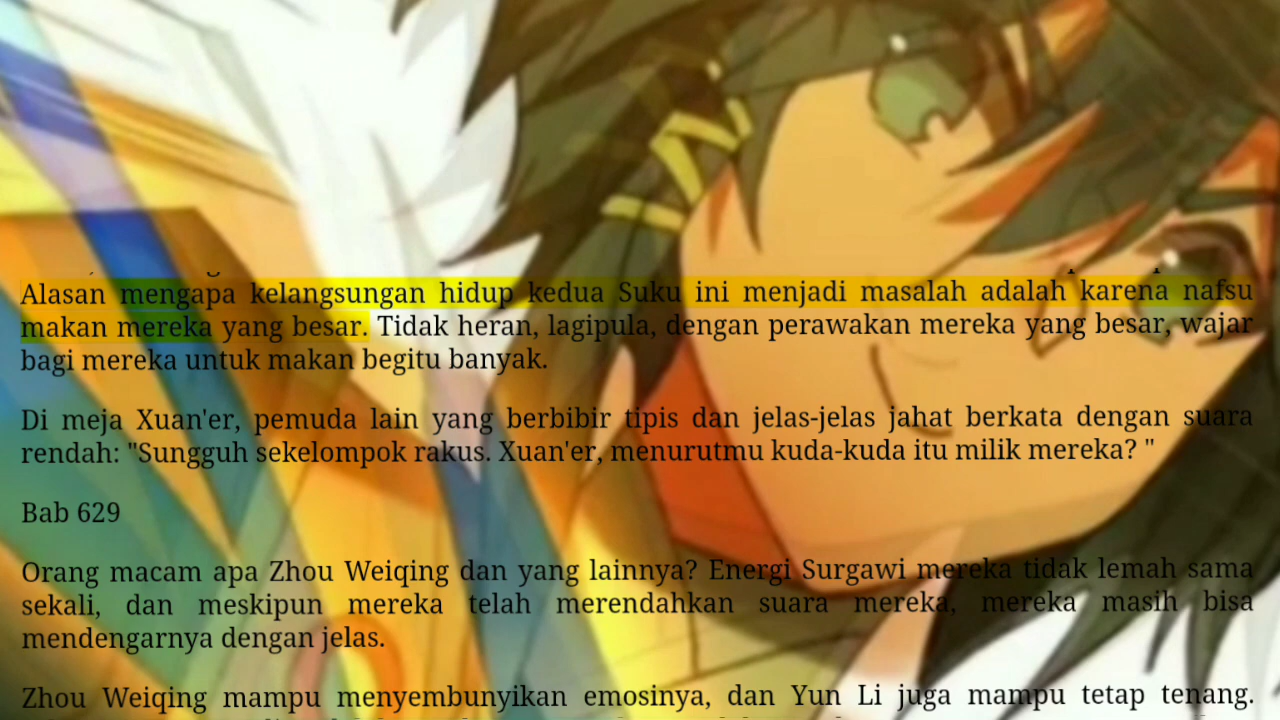 Alasan mengapa kelangsungan hidup kedua Suku ini menjadi masalah adalah karena nafsu
makan mereka yang besar. Tidak heran, lagipula, dengan perawakan mereka yang besar, wajar
bagi mereka untuk makan begitu banyak.
Di meja Xuan'er, pemuda lain yang berbibir tipis dan jelas-jelas jahat berkata dengan suara
rendah: "Sungguh sekelompok rakus. Xuan'er, menurutmu kuda-kuda itu milik mereka? "
Bab 629
Orang macam apa Zhou Weiqing dan yang lainnya? Energi Surgawi mereka tidak lemah sama
sekali, dan meskipun mereka telah merendahkan suara mereka, mereka masih bisa
mendengarnya dengan jelas.
Zhou Weiqing mampu menyembunyikan emosinya, dan Yun Li juga mampu tetap tenang.